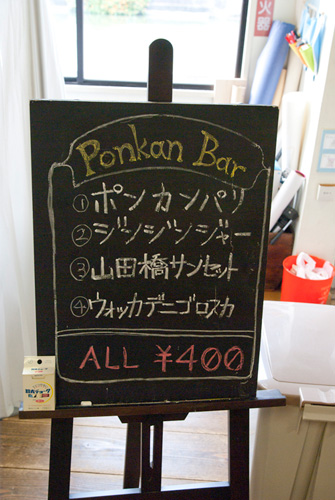 火
器
Ponkan Bar
①ポンカンパリ
②ジンジンジャー
③山田橋サンセット
④ウォッカデニゴロスカ
ALL ¥400